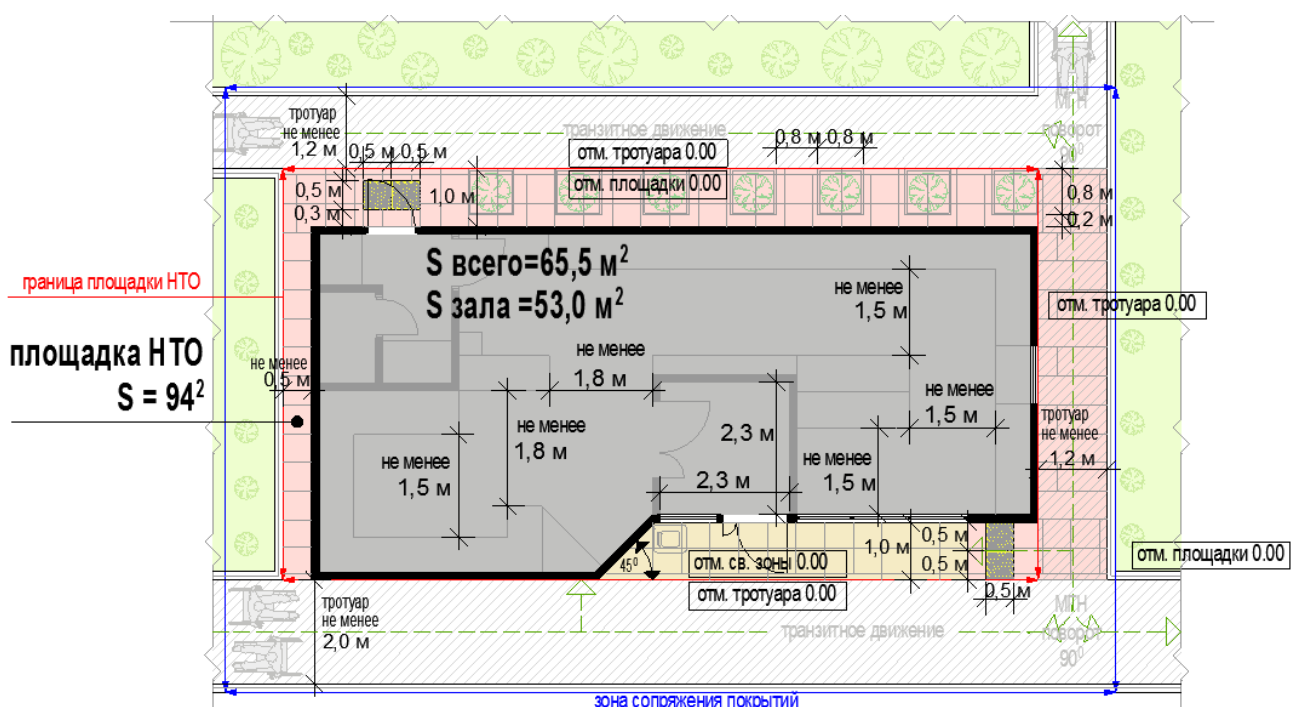 тротуар
не менее
1,2 м
транзитное движение
МГН
поворот
90⁰
0,8 м 0,8 м
отм. тротуара 0.00
0,5 м 0,5 м
отм. площадки 0.00
0,5 м
0,3 м
1,0 м
0,8 м
0,2 м
S всего=65,5 м²
S зала =53,0 м²
граница площадки НТО
не менее
1,5 м
отм. тротуара 0.00
площадка НТО
S = 94²
не менее
0,5 м
не менее
1,8 м
не менее
1,5 м
тротуар
не менее
1,2 м
не менее
1,8 м
2,3 м
не менее
1,5 м
не менее
1,5 м
2,3 м
45⁰
отм. св. зоны 0.00
1,0 м
0,5 м
0,5 м
отм. площадки 0.00
отм. тротуара 0.00
0,5 м
тротуар
не менее
2,0 м
транзитное движение
МГН
поворот
90⁰
зона сопряжения покрытий